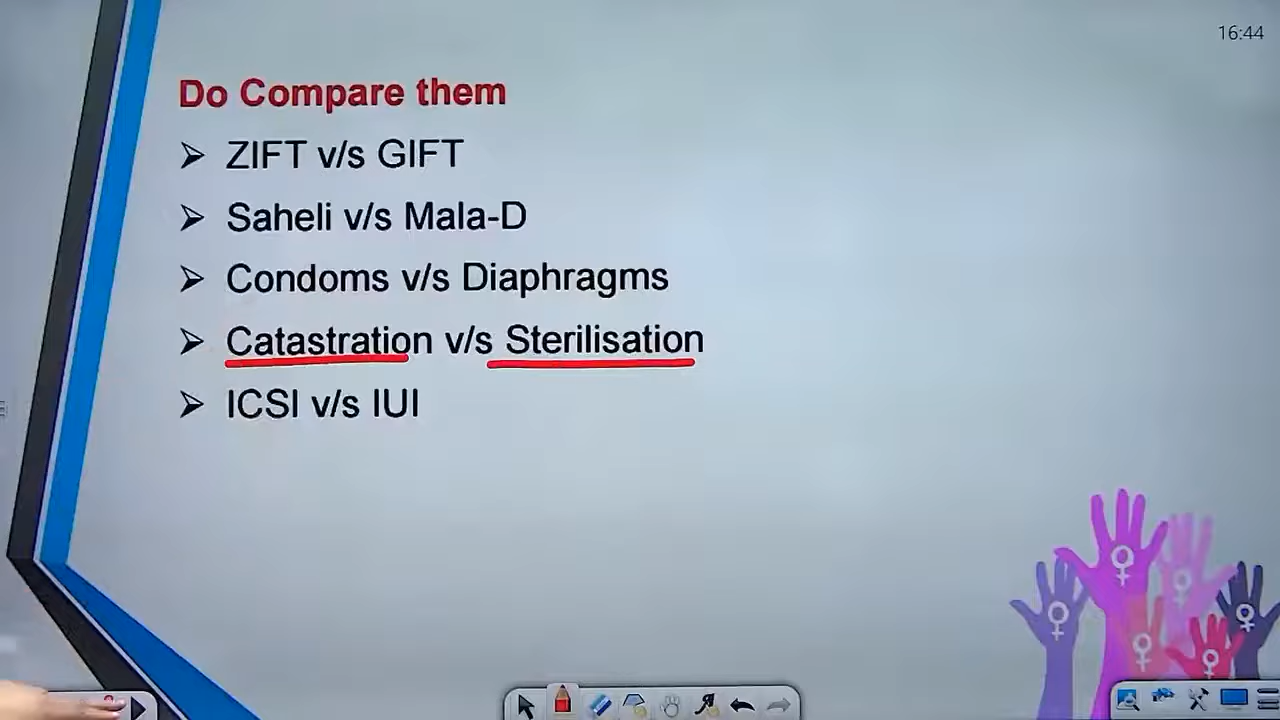 16:44
Do Compare them
➢ ZIFT v/s GIFT
➢ Saheli v/s Mala-D
➢ Condoms v/s Diaphragms
➢ Catastration v/s Sterilisation
➢ ICSI v/s IUI